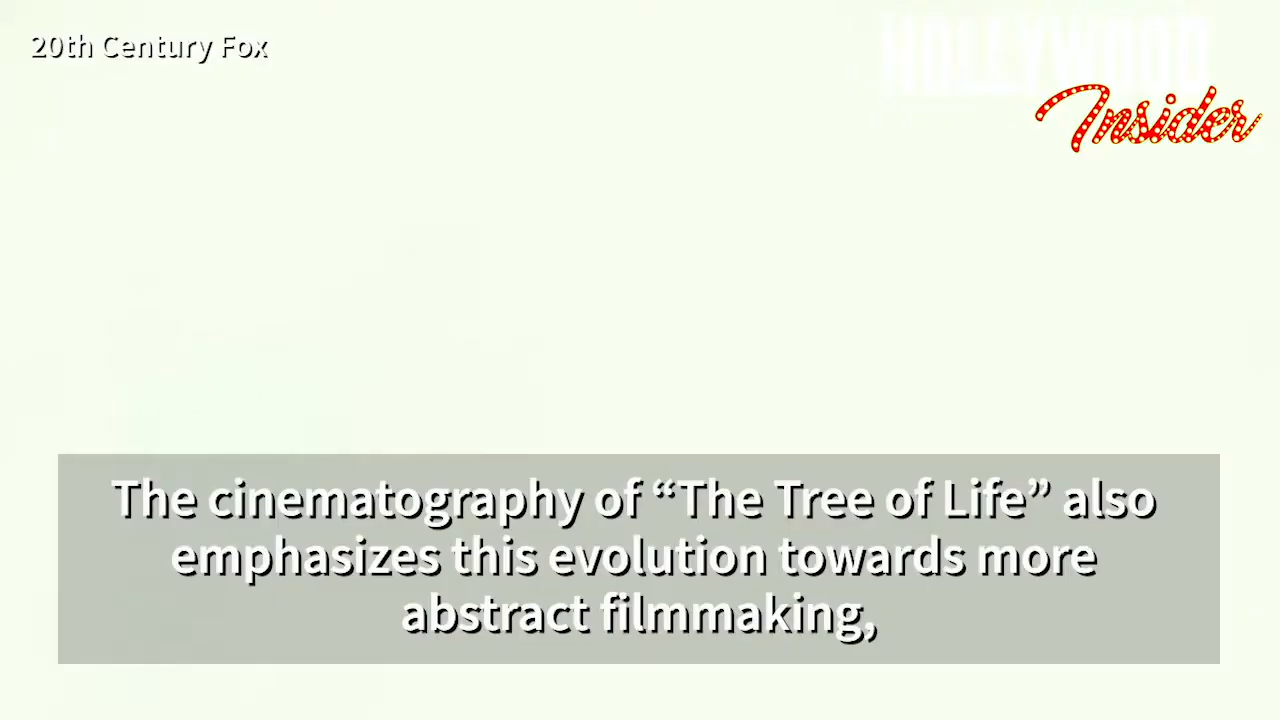 20th Century Fox
HOLLYWOOD
Insider
The cinematography of “The Tree of Life” also
emphasizes this evolution towards more
abstract filmmaking,